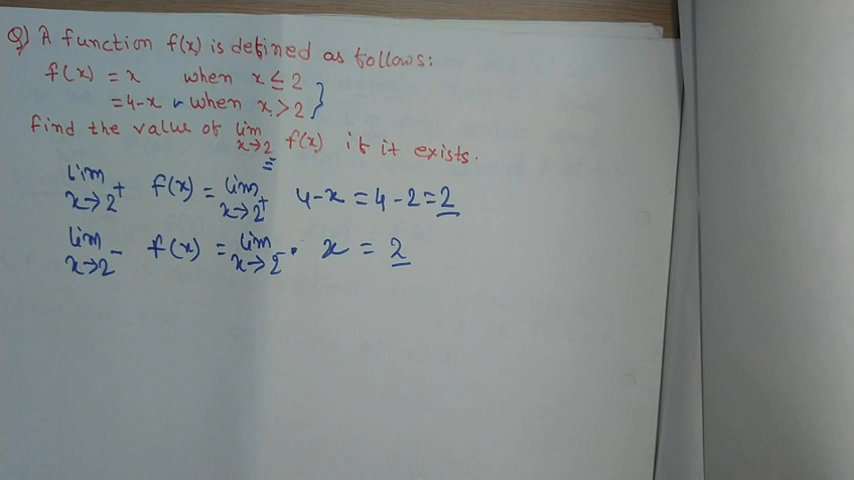 Q) A function f(x) is defined as follows:
f(x) = x when x ≤ 2
= 4-x when x > 2 }
Find the value of lim x→2 f(x) if it exists.
lim x→2⁺ f(x) = lim x→2⁺ 4-x = 4-2 = 2
lim x→2⁻ f(x) = lim x→2⁻ x = 2